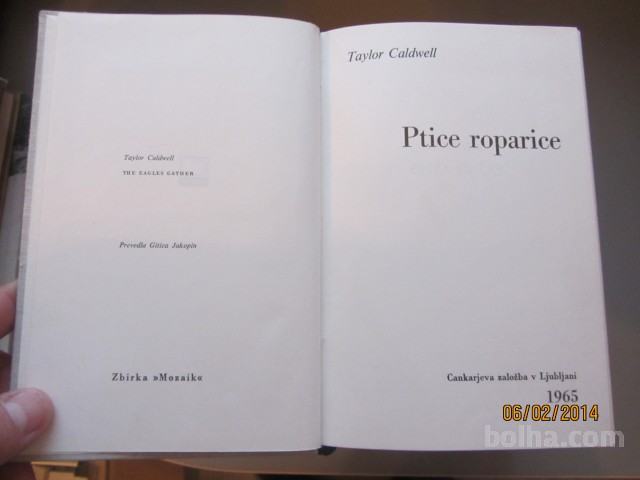 Taylor Caldwell
THE EAGLES GATHER
Prevedla Gitica Jakopin
Zbirka »Mozaik«
Taylor Caldwell
Ptice roparice
Cankarjeva založba v Ljubljani
1965
06/02/2014
bolha.com